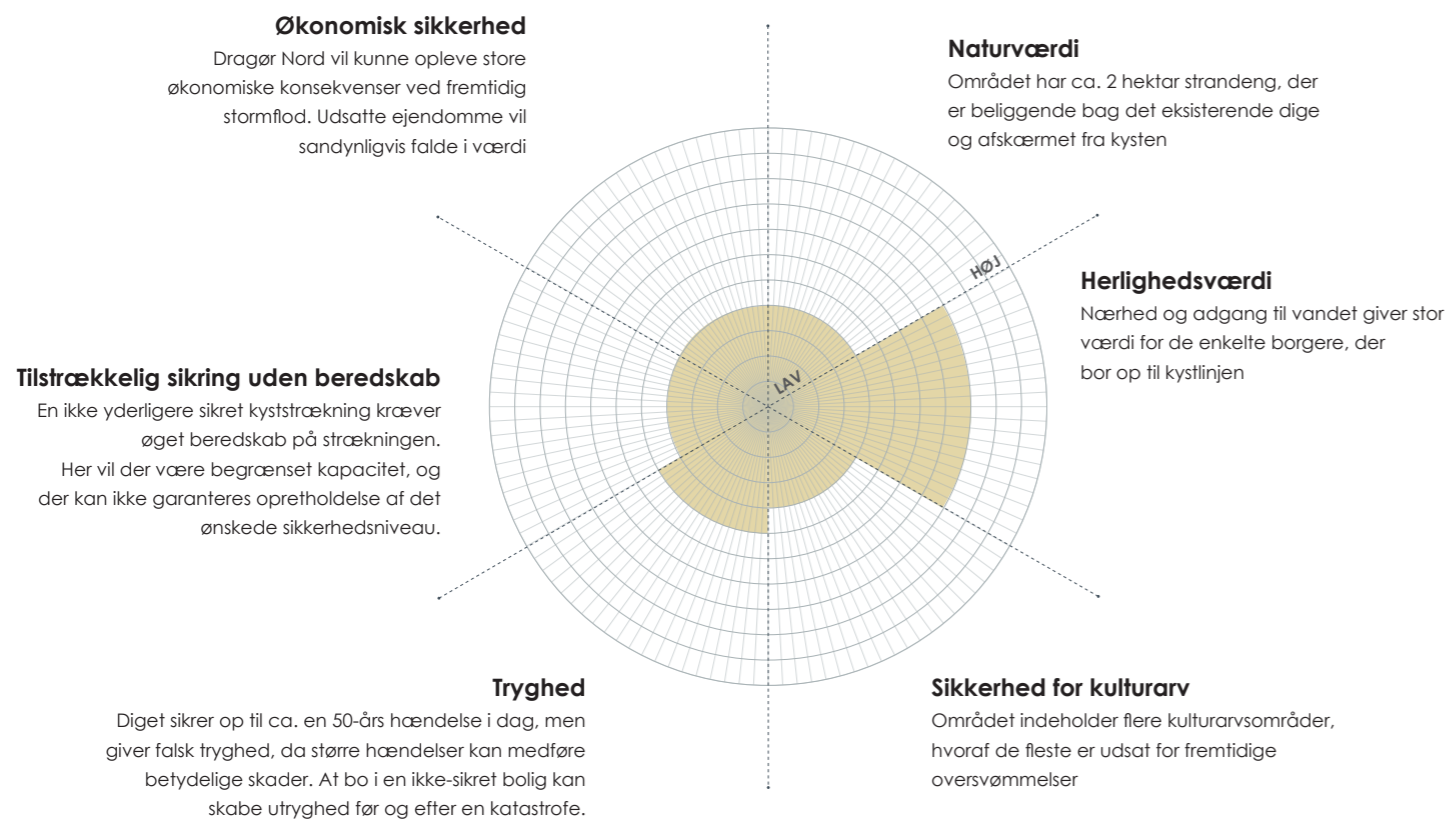 Økonomisk sikkerhed
Dragør Nord vil kunne opleve store
økonomiske konsekvenser ved fremtidig
stormflod. Udsatte ejendomme vil
sandynligvis falde i værdi
Naturværdi
Området har ca. 2 hektar strandeng, der
er beliggende bag det eksisterende dige
og afskærmet fra kysten
HØJ
LAV
Herlighedsværdi
Nærhed og adgang til vandet giver stor
værdi for de enkelte borgere, der
bor op til kystlinjen
Tilstrækkelig sikring uden beredskab
En ikke yderligere sikret kyststrækning kræver
øget beredskab på strækningen.
Her vil der være begrænset kapacitet, og
der kan ikke garanteres opretholdelse af det
ønskede sikkerhedsniveau.
Tryghed
Diget sikrer op til ca. en 50-års hændelse i dag, men
giver falsk tryghed, da større hændelser kan medføre
betydelige skader. At bo i en ikke-sikret bolig kan
skabe utryghed før og efter en katastrofe.
Sikkerhed for kulturarv
Området indeholder flere kulturarvsområder,
hvoraf de fleste er udsat for fremtidige
oversvømmelser